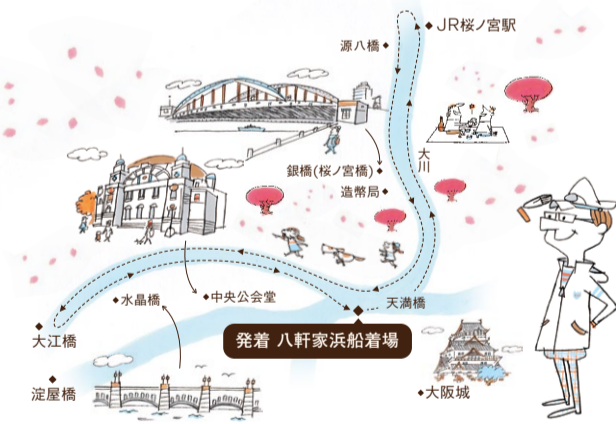 JR桜ノ宮駅
源八橋
大川
銀橋(桜ノ宮橋)
造幣局
水晶橋
中央公会堂
天満橋
大江橋
発着 八軒家浜船着場
淀屋橋
大阪城